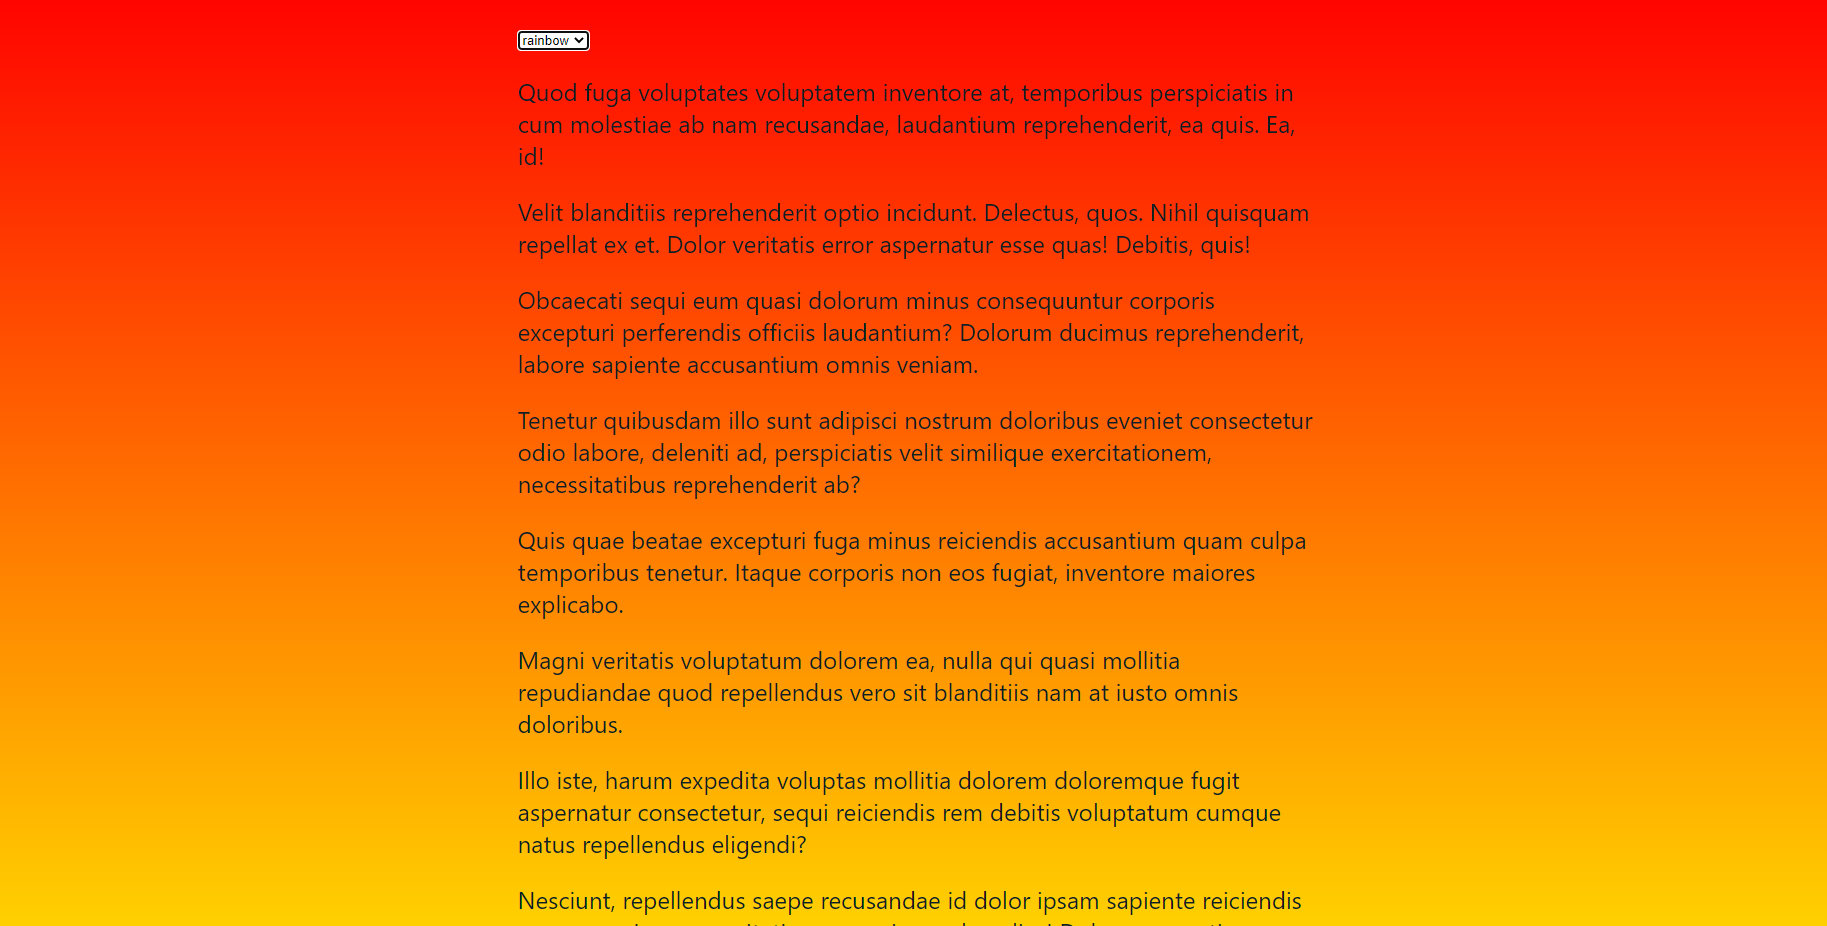 rainbow
Quod fuga voluptates voluptatem inventore at, temporibus perspiciatis in
cum molestiae ab nam recusandae, laudantium reprehenderit, ea quis. Ea,
id!
Velit blanditiis reprehenderit optio incidunt. Delectus, quos. Nihil quisquam
repellat ex et. Dolor veritatis error aspernatur esse quas! Debitis, quis!
Obcaecati sequi eum quasi dolorum minus consequuntur corporis
excepturi perferendis officiis laudantium? Dolorum ducimus reprehenderit,
labore sapiente accusantium omnis veniam.
Tenetur quibusdam illo sunt adipisci nostrum doloribus eveniet consectetur
odio labore, deleniti ad, perspiciatis velit similique exercitationem,
necessitatibus reprehenderit ab?
Quis quae beatae excepturi fuga minus reiciendis accusantium quam culpa
temporibus tenetur. Itaque corporis non eos fugiat, inventore maiores
explicabo.
Magni veritatis voluptatum dolorem ea, nulla qui quasi mollitia
repudiandae quod repellendus vero sit blanditiis nam at iusto omnis
doloribus.
Illo iste, harum expedita voluptas mollitia dolorem doloremque fugit
aspernatur consectetur, sequi reiciendis rem debitis voluptatum cumque
natus repellendus eligendi?
Nesciunt, repellendus saepe recusandae id dolor ipsam sapiente reiciendis